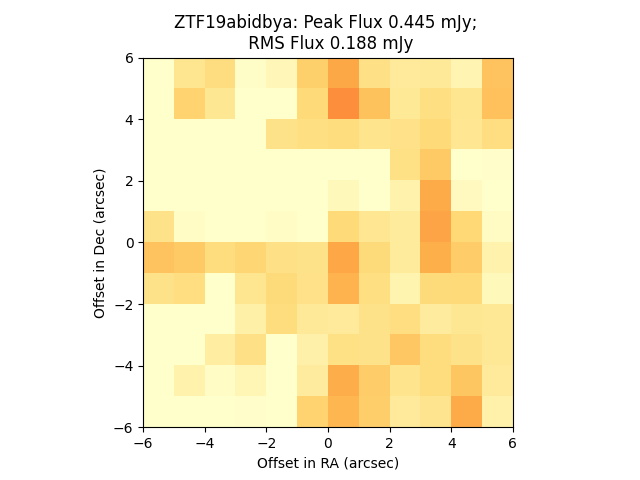 ZTF19abidbya: Peak Flux 0.445 mJy;
RMS Flux 0.188 mJy
6
4
2
0
−2
−4
−6
Offset in Dec (arcsec)
−6 −4 −2 0 2 4 6
Offset in RA (arcsec)